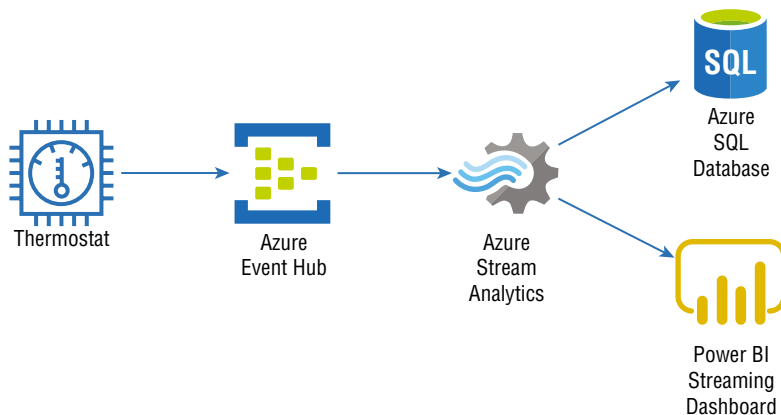 Thermostat
Azure
Event Hub
Azure
Stream
Analytics
SQL
Azure
SQL
Database
Power BI
Streaming
Dashboard